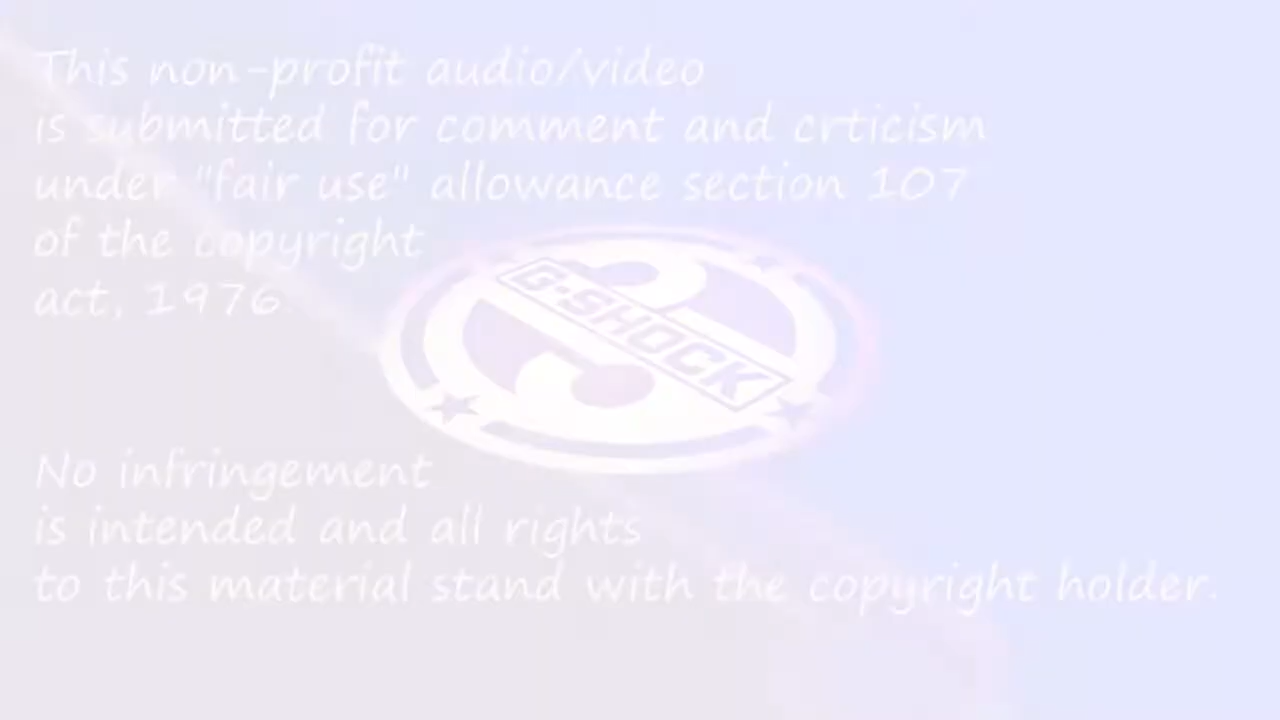 This non-profit audio/video
is submitted for comment and crticism
under "fair use" allowance section 107
of the copyright
act, 1976
G-SHOCK
No infringement
is intended and all rights
to this material stand with the copyright holder.